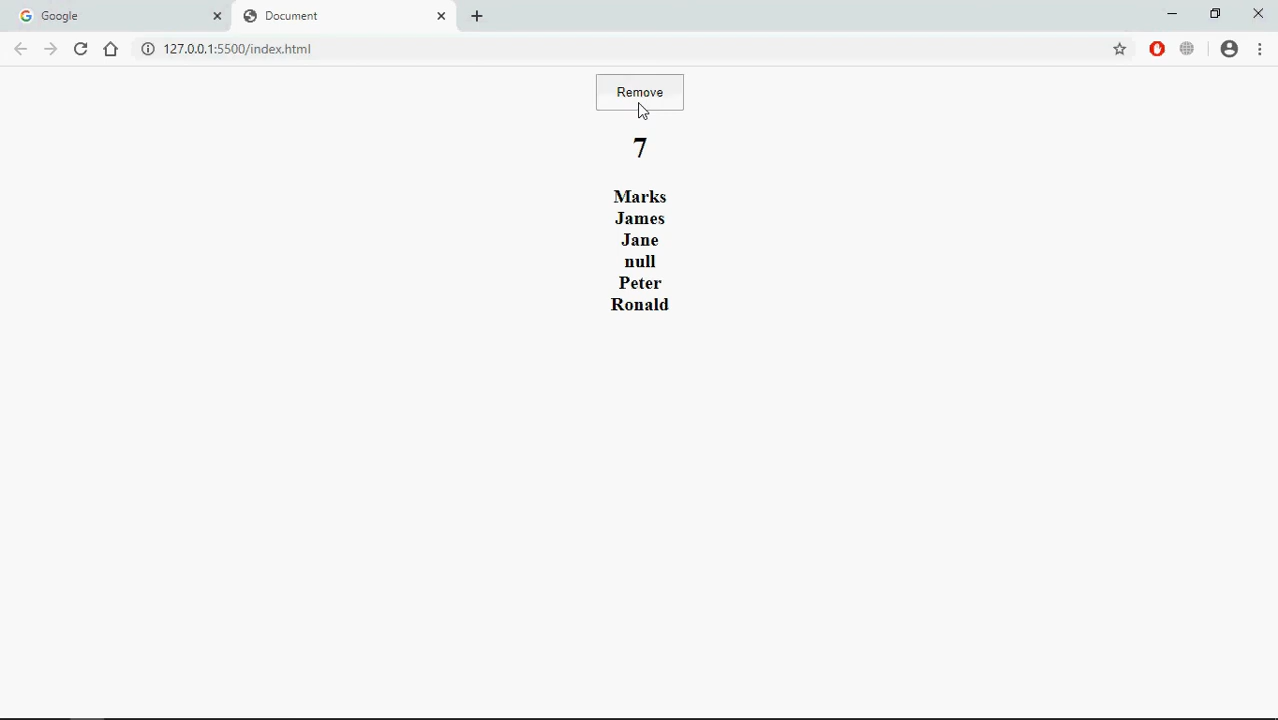 Google
Document
127.0.0.1:5500/index.html
Remove
7
Marks
James
Jane
null
Peter
Ronald